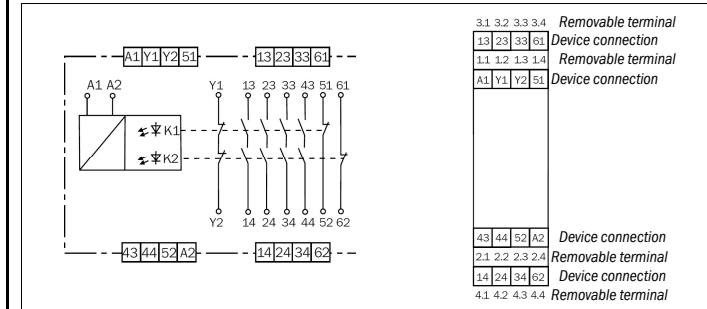 A1 Y1 Y2 51 13 23 33 61
A1 A2 Y1 13 23 33 43 51 61
K1
K2
Y2 14 24 34 44 52 62
43 44 52 A2 14 24 34 62
3.1 3.2 3.3 3.4 Removable terminal
13 23 33 61 Device connection
1.1 1.2 1.3 1.4 Removable terminal
A1 Y1 Y2 51 Device connection
43 44 52 A2 Device connection
2.1 2.2 2.3 2.4 Removable terminal
14 24 34 62 Device connection
4.1 4.2 4.3 4.4 Removable terminal